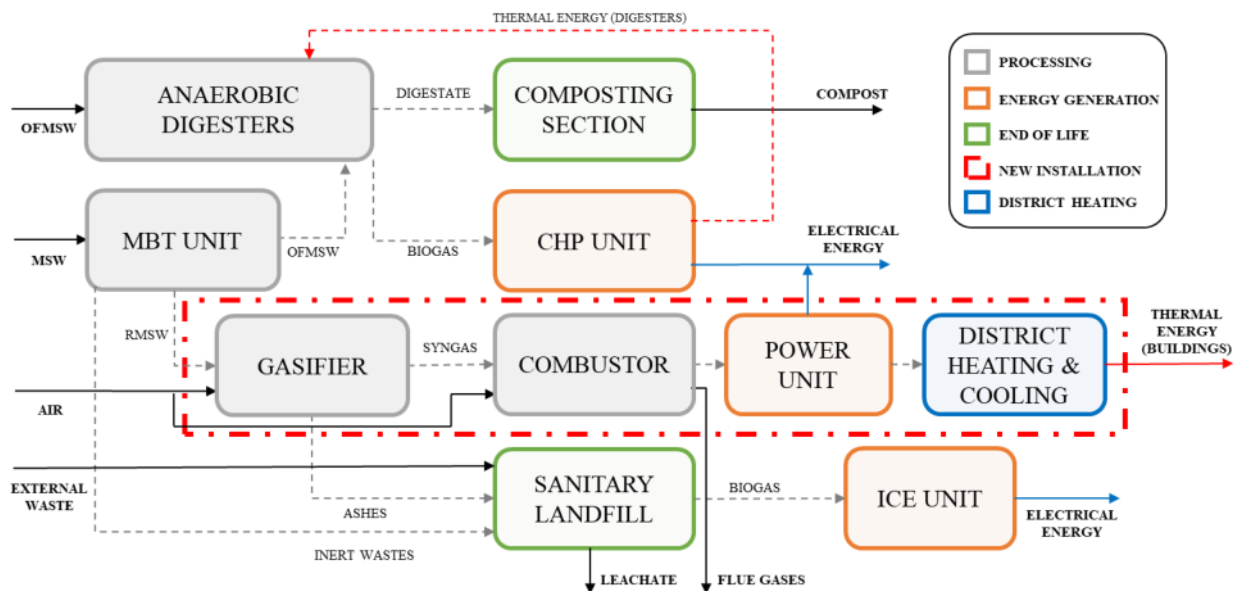 THERMAL ENERGY (DIGESTERS)
ANAEROBIC
DIGESTERS
OFMSW
DIGESTATE
COMPOSTING
SECTION
COMPOST
PROCESSING
ENERGY GENERATION
END OF LIFE
NEW INSTALLATION
DISTRICT HEATING
MBT UNIT
MSW
OFMSW
BIOGAS
CHP UNIT
ELECTRICAL
ENERGY
RMSW
GASIFIER
SYNGAS
COMBUSTOR
POWER
UNIT
DISTRICT
HEATING &
COOLING
THERMAL
ENERGY
(BUILDINGS)
AIR
EXTERNAL
WASTE
ASHES
INERT WASTES
SANITARY
LANDFILL
BIOGAS
ICE UNIT
ELECTRICAL
ENERGY
LEACHATE
FLUE GASES